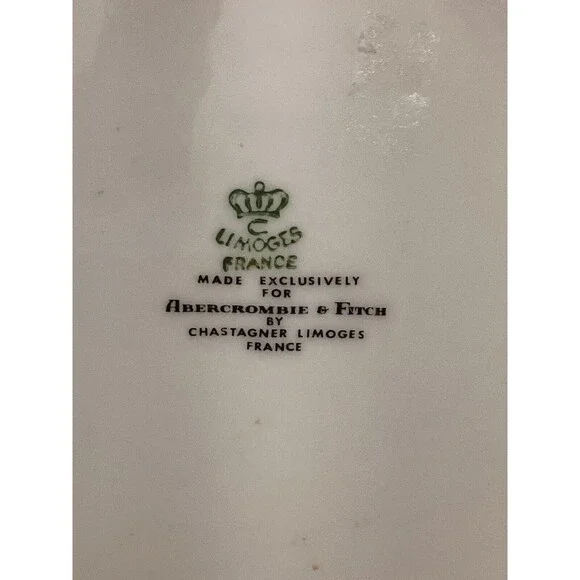 C
LIMOGES
FRANCE
MADE EXCLUSIVELY
FOR
ABERCROMBIE & FITCH
BY
CHASTAGNER LIMOGES
FRANCE